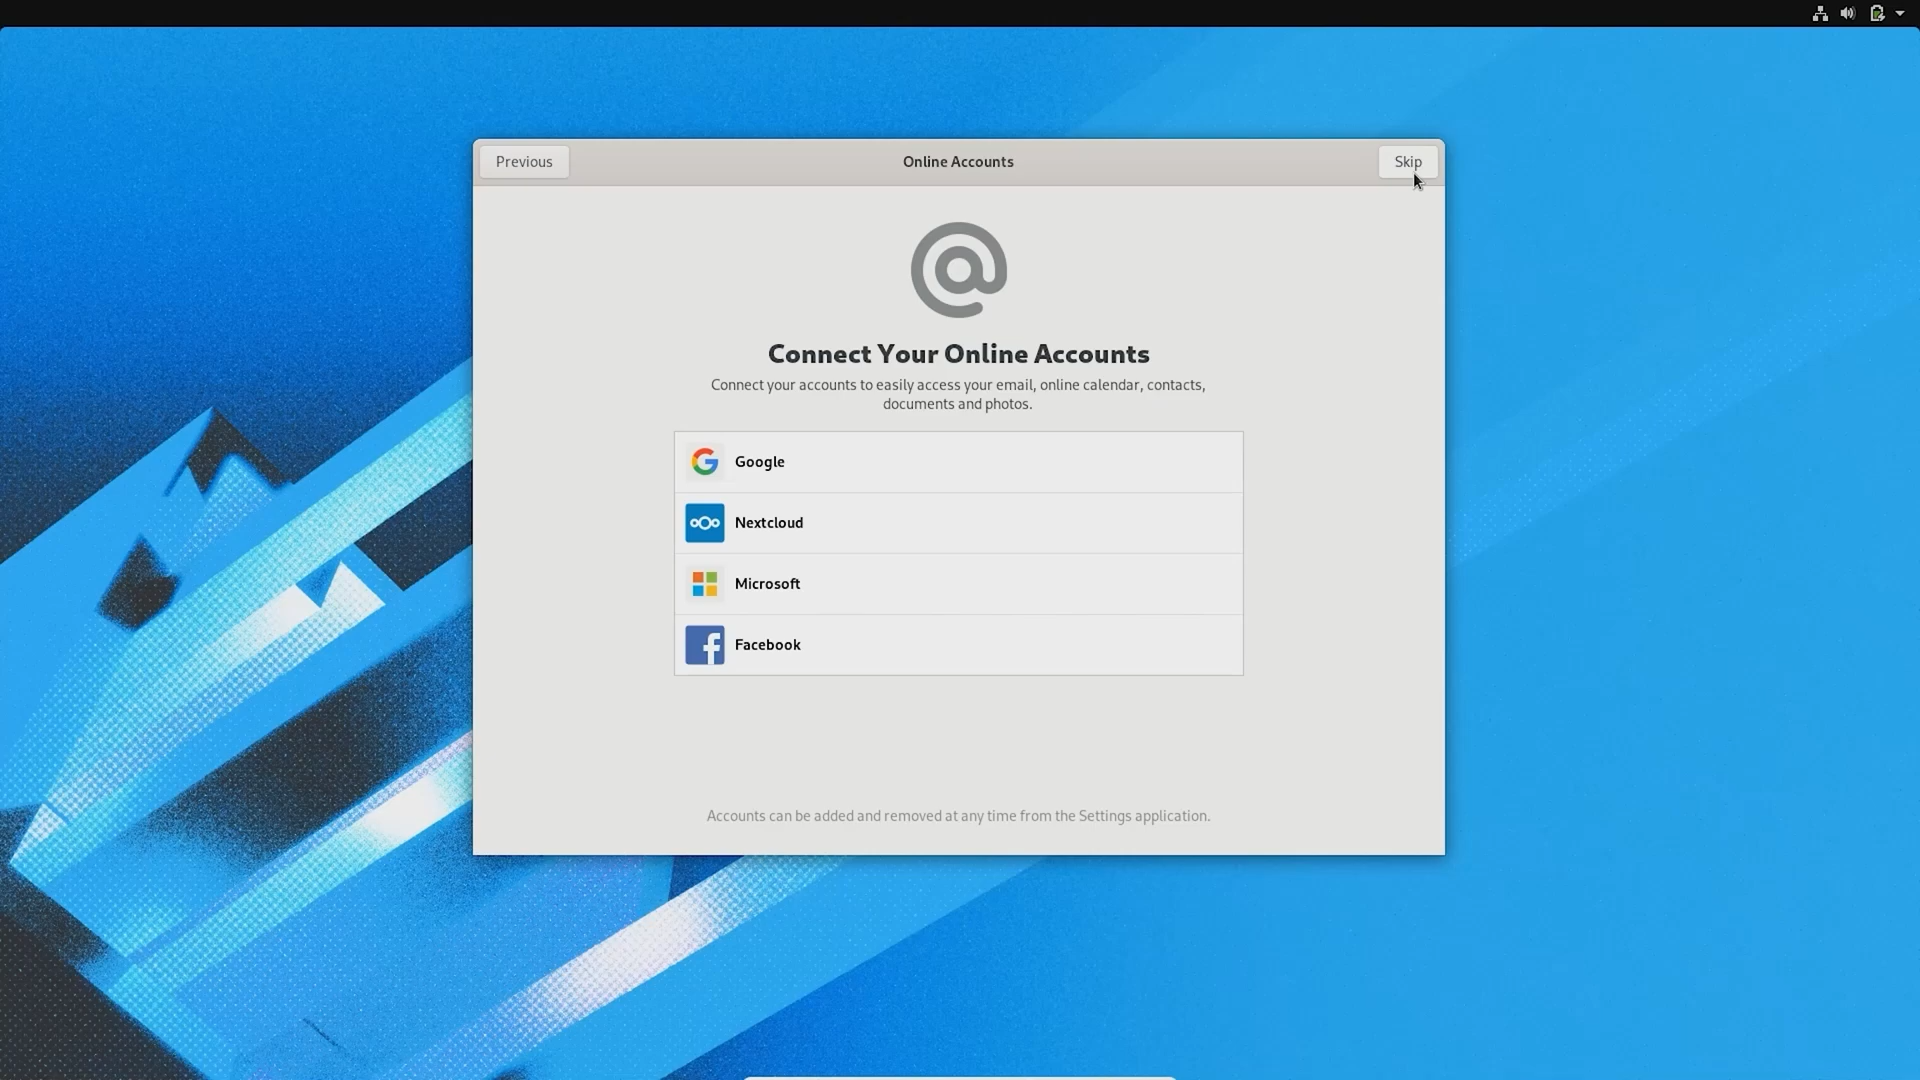 Previous
Online Accounts
Skip
Connect Your Online Accounts
Connect your accounts to easily access your email, online calendar, contacts,
documents and photos.
Google
Nextcloud
Microsoft
Facebook
Accounts can be added and removed at any time from the Settings application.